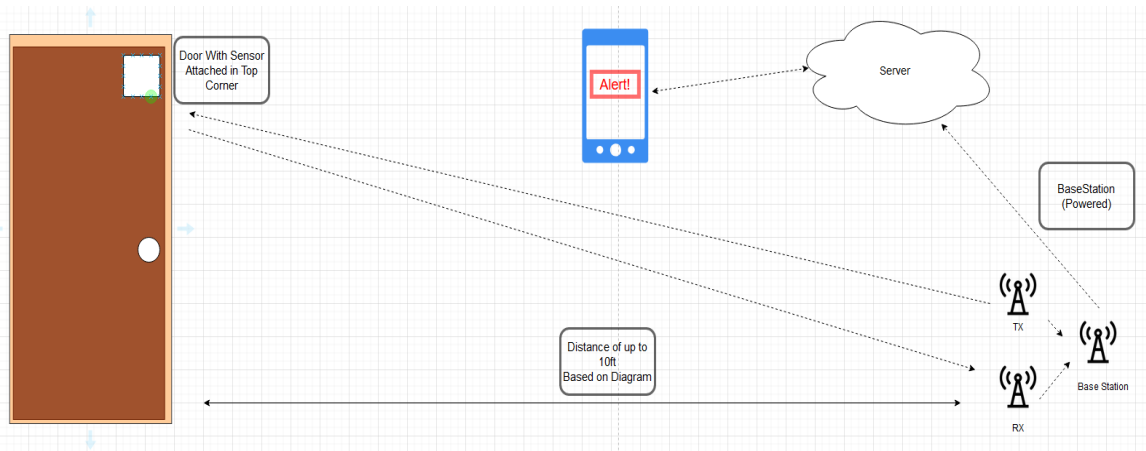 Door With Sensor
Attached in Top
Corner
Alert!
Server
BaseStation
(Powered)
TX
Distance of up to
10ft
Based on Diagram
Base Station
RX